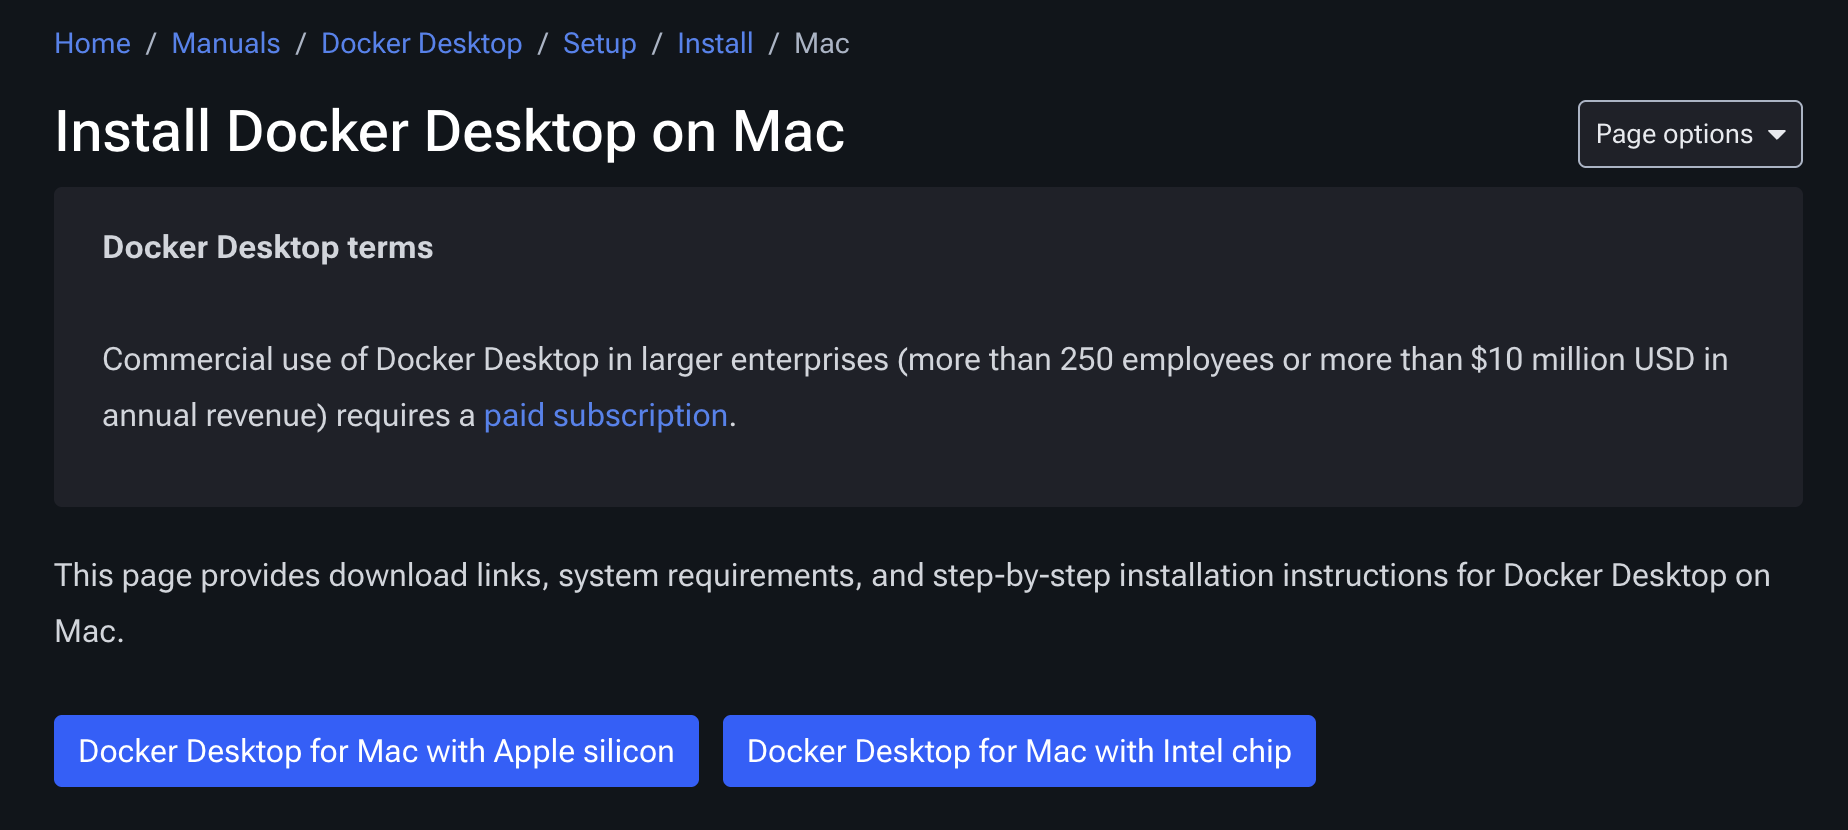 Home / Manuals / Docker Desktop / Setup / Install / Mac
Install Docker Desktop on Mac
Page options
Docker Desktop terms
Commercial use of Docker Desktop in larger enterprises (more than 250 employees or more than $10 million USD in
annual revenue) requires a paid subscription.
This page provides download links, system requirements, and step-by-step installation instructions for Docker Desktop on
Mac.
Docker Desktop for Mac with Apple silicon
Docker Desktop for Mac with Intel chip